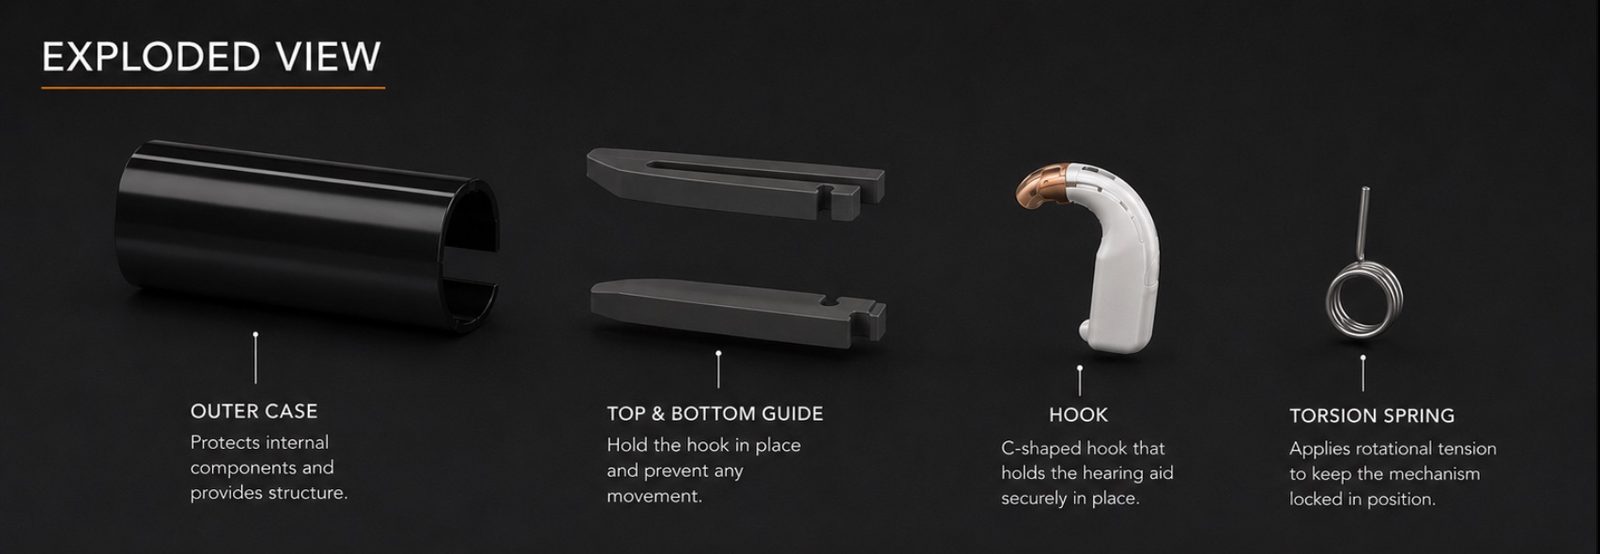 EXPLODED VIEW
OUTER CASE
Protects internal
components and
provides structure.
TOP & BOTTOM GUIDE
Hold the hook in place
and prevent any
movement.
HOOK
C-shaped hook that
holds the hearing aid
securely in place.
TORSION SPRING
Applies rotational tension
to keep the mechanism
locked in position.